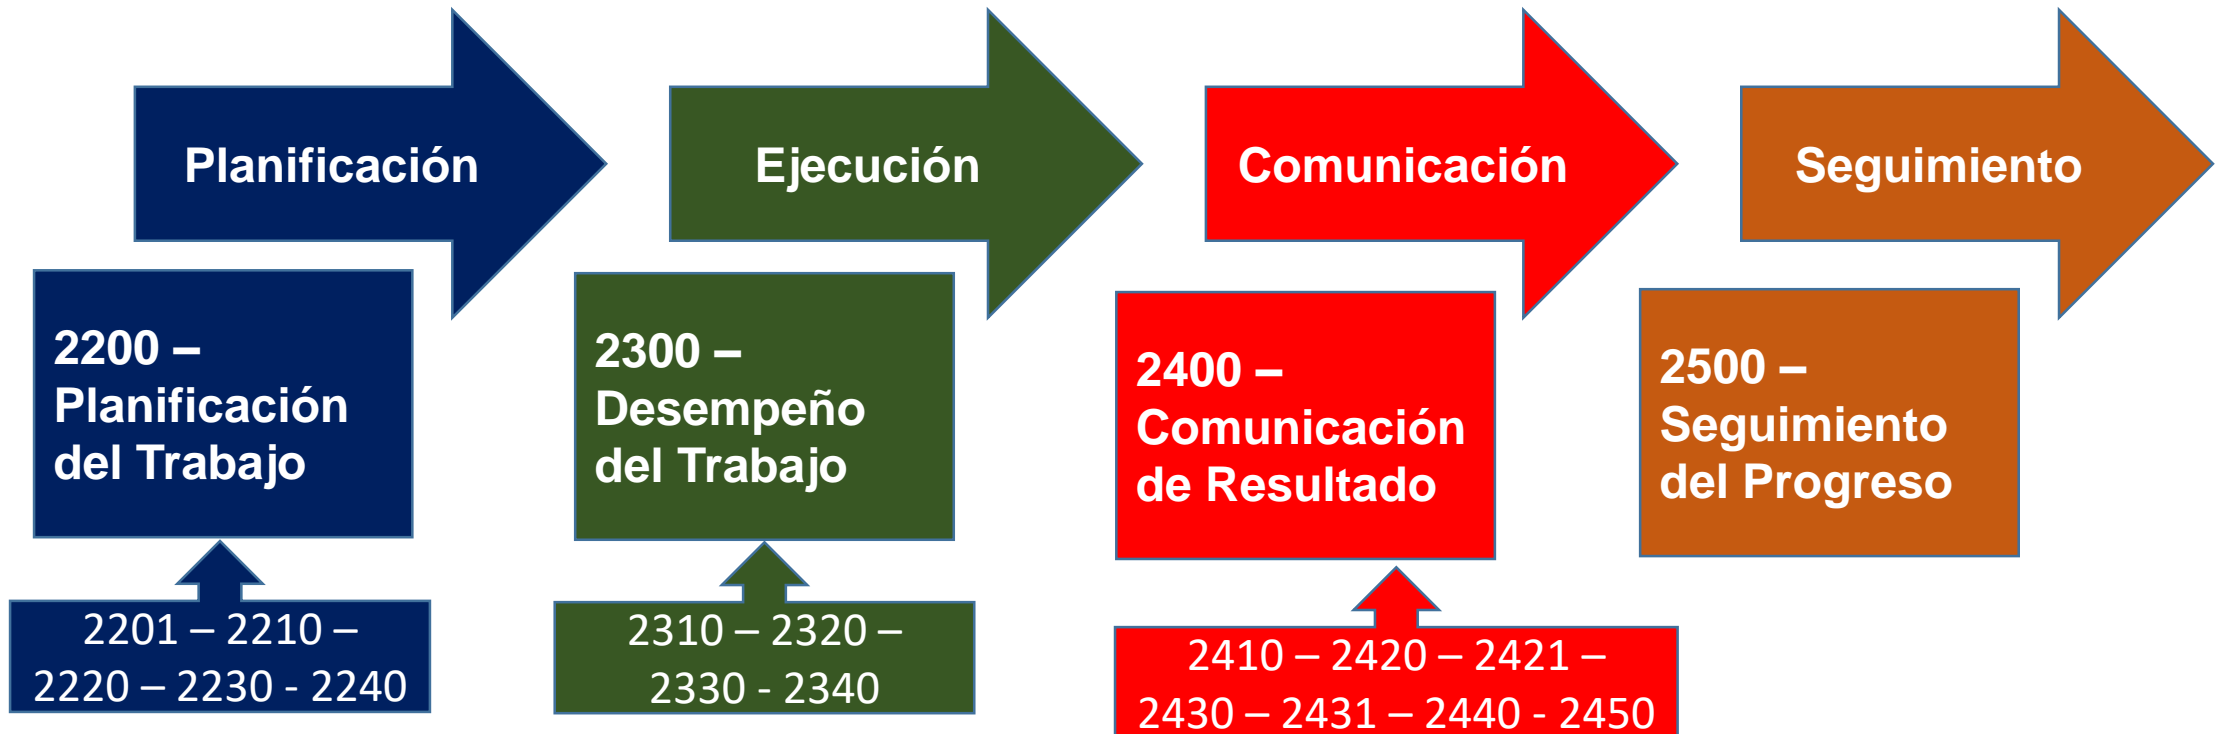 Planificación
Ejecución
Comunicación
Seguimiento
2200 –
Planificación
del Trabajo
2300 –
Desempeño
del Trabajo
2400 –
Comunicación
de Resultado
2500 –
Seguimiento
del Progreso
2201 – 2210 –
2220 – 2230 - 2240
2310 – 2320 –
2330 - 2340
2410 – 2420 – 2421 –
2430 – 2431 – 2440 - 2450